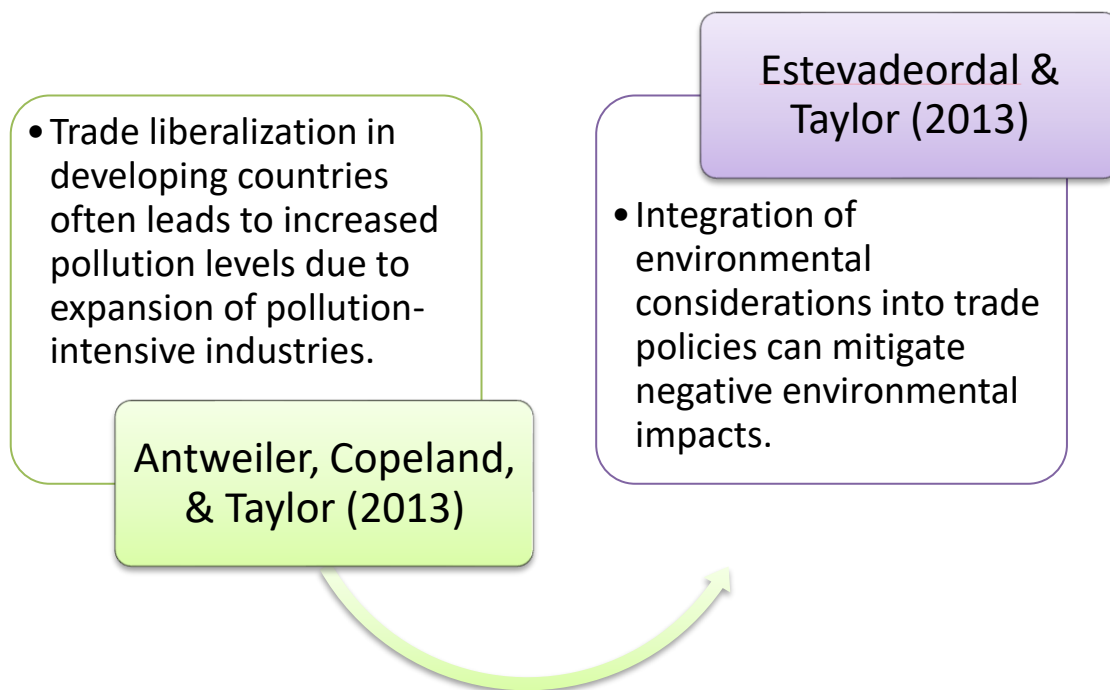 • Trade liberalization in
developing countries
often leads to increased
pollution levels due to
expansion of pollution-
intensive industries.
Antweiler, Copeland,
& Taylor (2013)
Estevadeordal &
Taylor (2013)
• Integration of
environmental
considerations into trade
policies can mitigate
negative environmental
impacts.